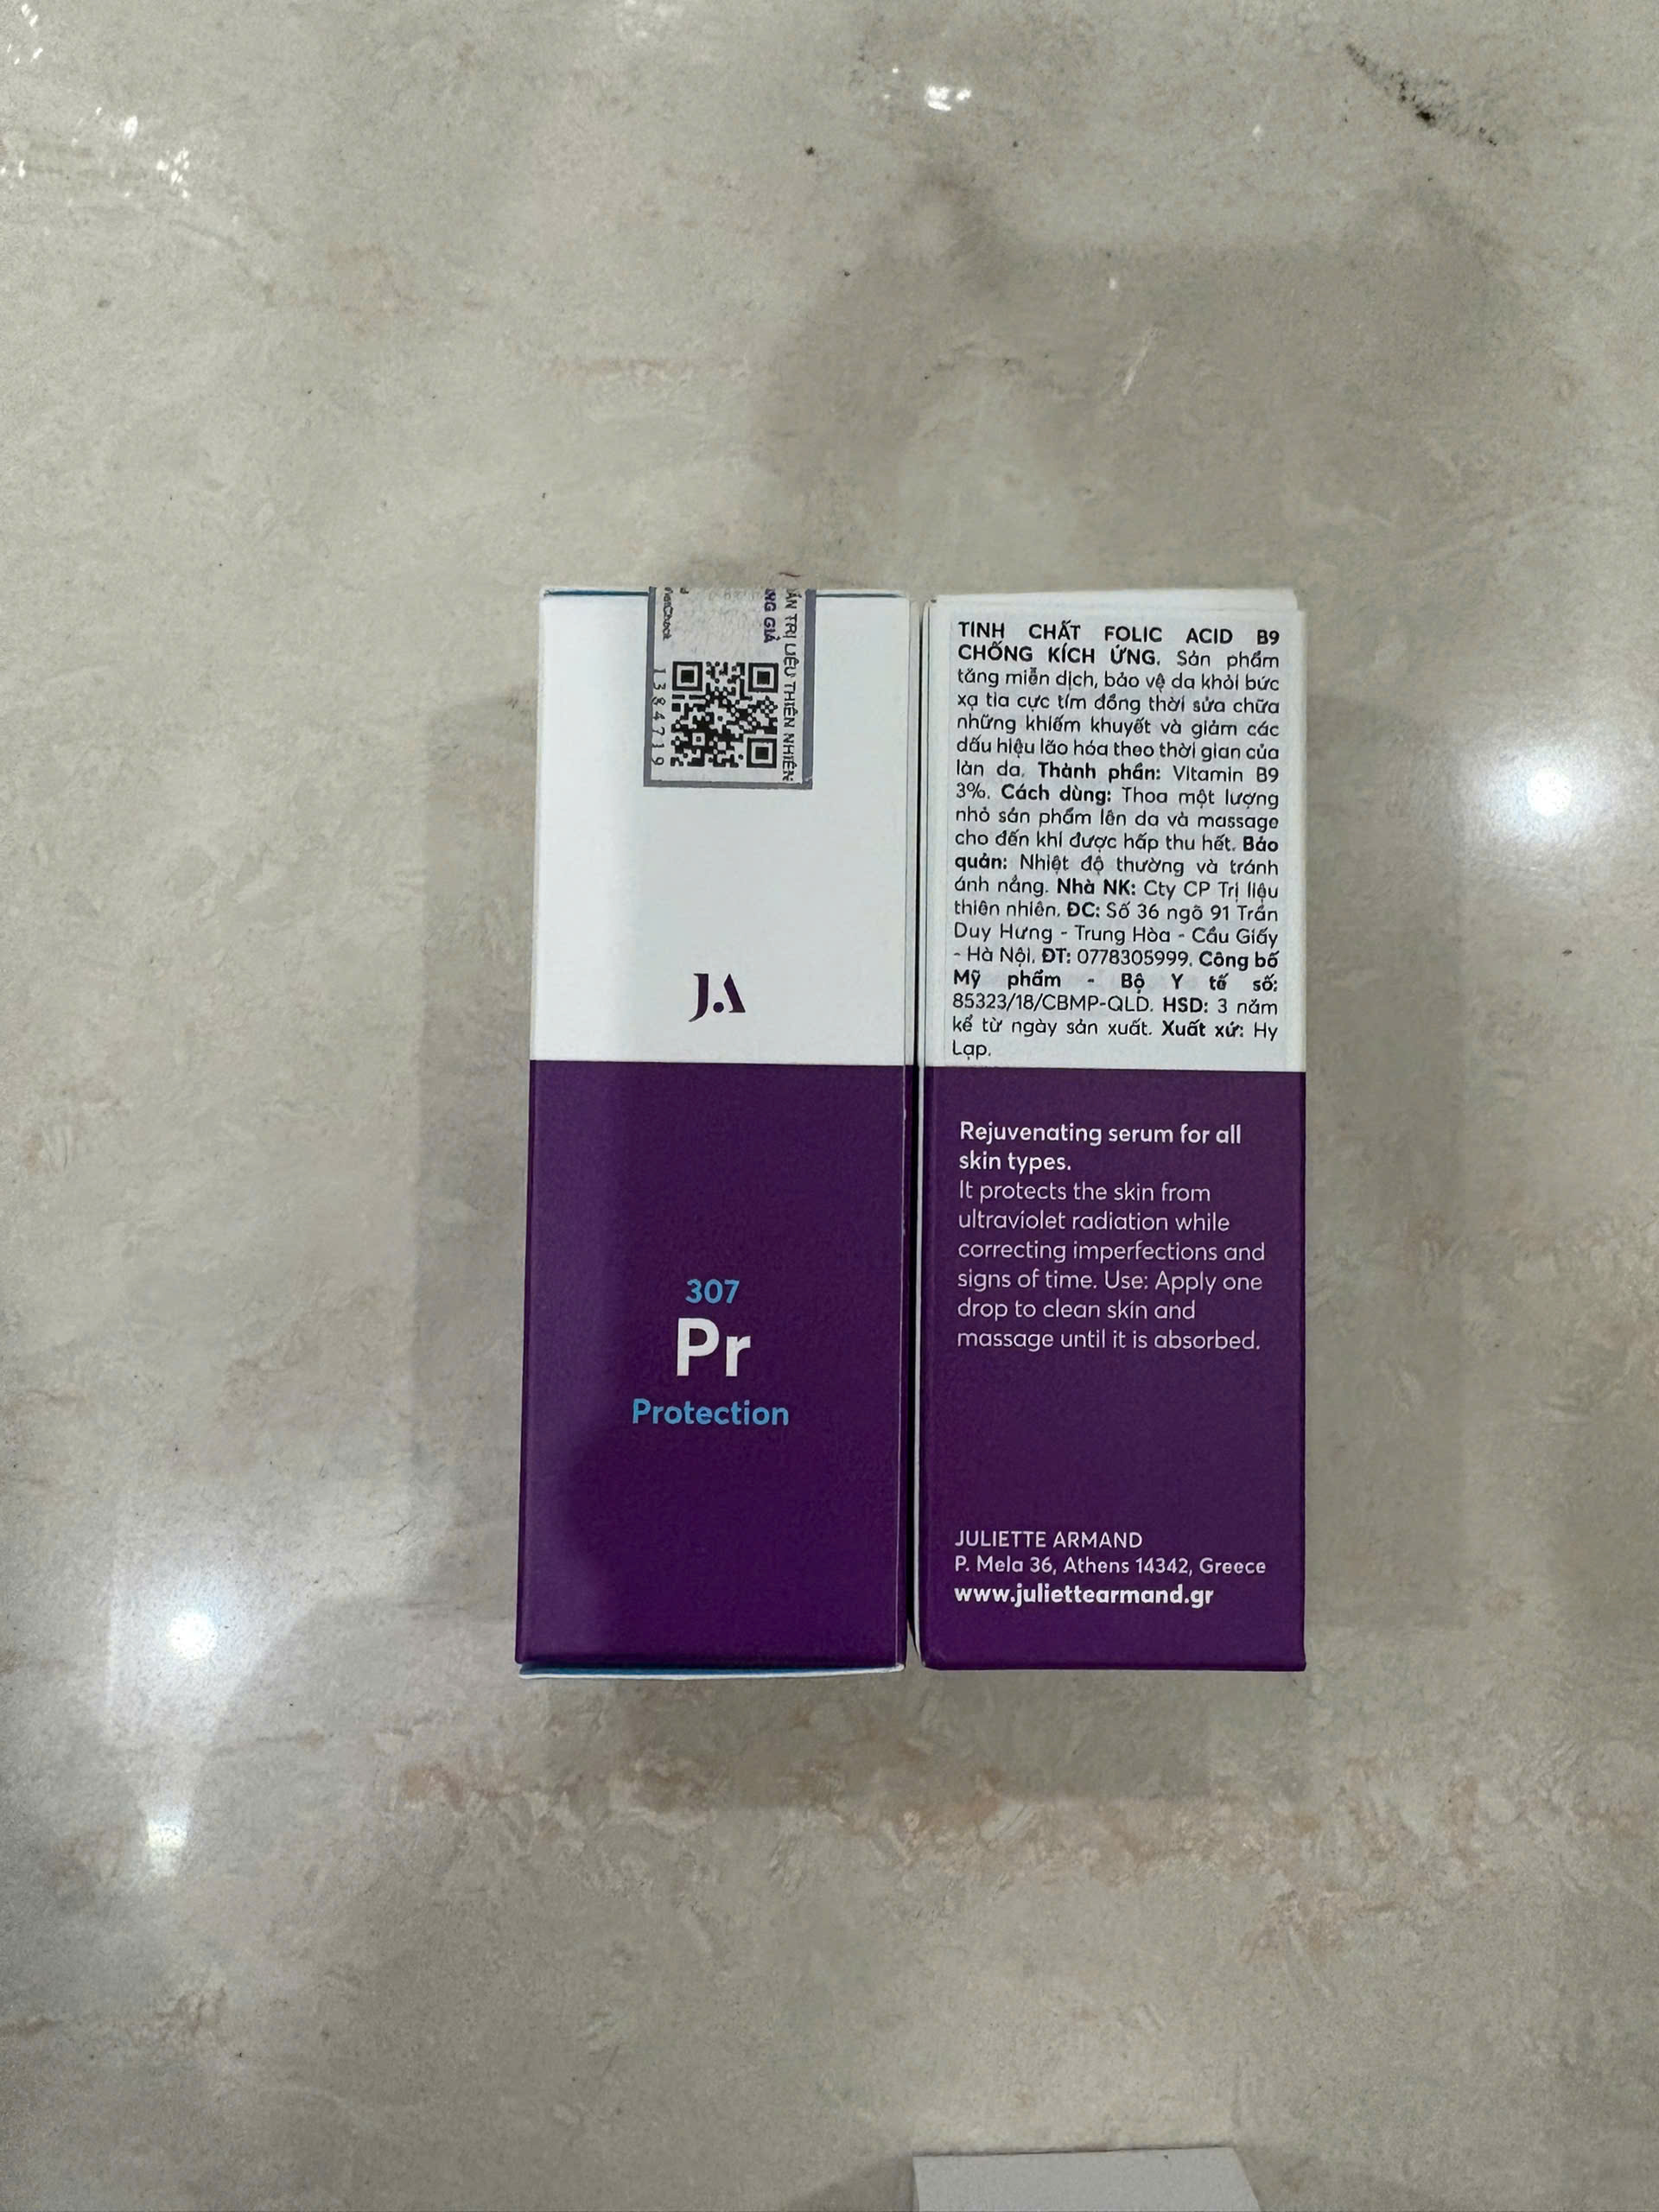 ÁN TRỊ LIỆU THIÊN NHIÊN
NG GIẢ
1384719
J.A
307
Pr
Protection
TINH CHẤT FOLIC ACID B9
CHỐNG KÍCH ỨNG. Sản phẩm
tăng miễn dịch, bảo vệ da khỏi bức
xạ tia cực tím đồng thời sửa chữa
những khiếm khuyết và giảm các
dấu hiệu lão hóa theo thời gian của
làn da. Thành phần: Vitamin B9
3%. Cách dùng: Thoa một lượng
nhỏ sản phẩm lên da và massage
cho đến khi được hấp thu hết. Bảo
quản: Nhiệt độ thường và tránh
ánh nắng. Nhà NK: Cty CP Trị liệu
thiên nhiên. ĐC: Số 36 ngõ 91 Trần
Duy Hưng - Trung Hòa - Cầu Giấy
- Hà Nội. ĐT: 0778305999. Công bố
Mỹ phẩm - Bộ Y tế số:
85323/18/CBMP-QLD. HSD: 3 năm
kể từ ngày sản xuất. Xuất xứ: Hy
Lạp.
Rejuvenating serum for all
skin types.
It protects the skin from
ultraviolet radiation while
correcting imperfections and
signs of time. Use: Apply one
drop to clean skin and
massage until it is absorbed.
JULIETTE ARMAND
P. Mela 36, Athens 14342, Greece
www.juliettearmand.gr